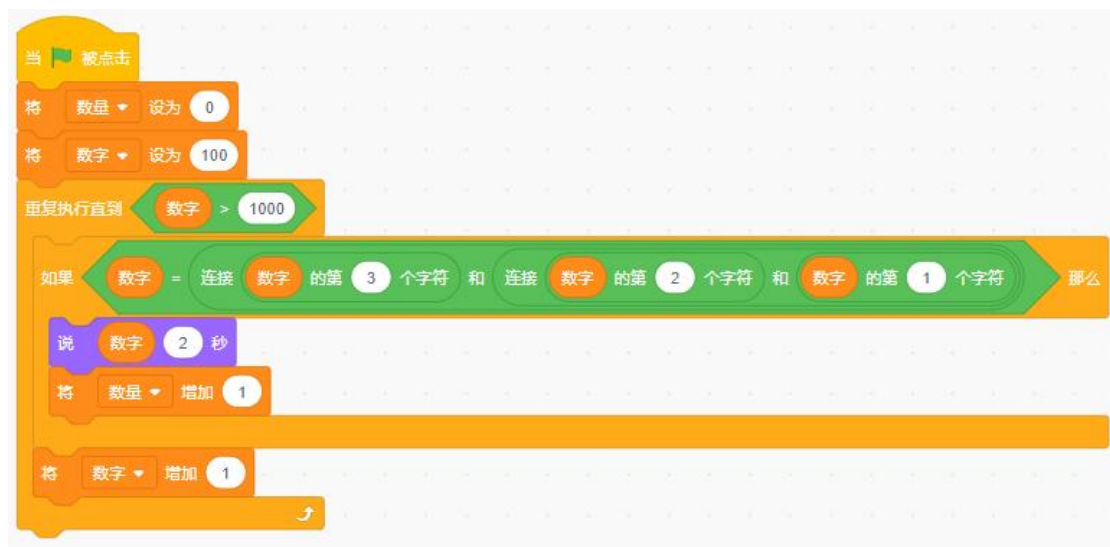 当 被点击
将 数量 设为 0
将 数字 设为 100
重复执行直到 数字 > 1000
如果 数字 = 连接 数字 的第 3 个字符 和 连接 数字 的第 2 个字符 和 数字 的第 1 个字符 那么
说 数字 2 秒
将 数量 增加 1
将 数字 增加 1